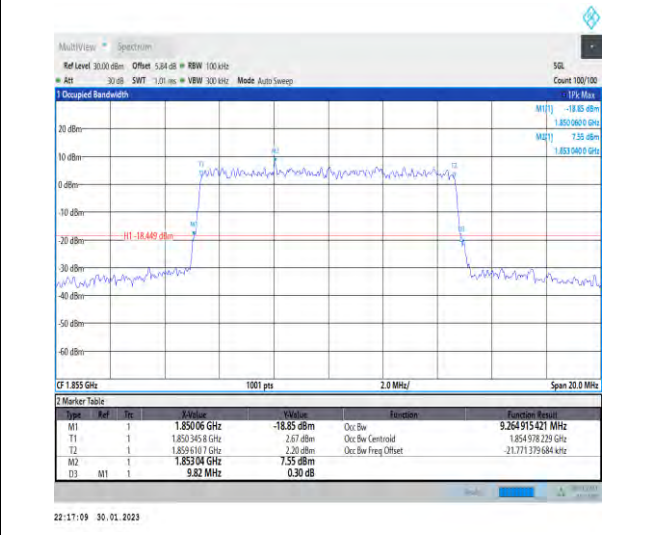 MultiView Spectrum
Ref Level 30.00 dBm Offset 5.84 dB RBW 100 kHz SGL
Att 30 dB SWT 1.01 ms VBW 300 kHz Mode Auto Sweep Count 100/100
1 Occupied Bandwidth 1Pk Max
M1[1] -18.85 dBm
1.850 060 0 GHz
M2[1] 7.55 dBm
1.853 040 0 GHz
20 dBm
10 dBm
M2
T1
T2
0 dBm
-10 dBm
M1
D3
H1 -18.449 dBm
-20 dBm
-30 dBm
-40 dBm
-50 dBm
-60 dBm
CF 1.855 GHz 1001 pts 2.0 MHz/ Span 20.0 MHz
2 Marker Table
Type Ref Trc X-Value Y-Value Function Function Result
M1 1 1.85006 GHz -18.85 dBm Occ Bw 9.264 915 421 MHz
T1 1 1.850 345 8 GHz 2.67 dBm Occ Bw Centroid 1.854 978 229 GHz
T2 1 1.859 610 7 GHz 2.20 dBm Occ Bw Freq Offset -21.771 379 684 kHz
M2 1 1.85304 GHz 7.55 dBm
D3 M1 1 9.82 MHz 0.30 dB
22:17:09 30.01.2023